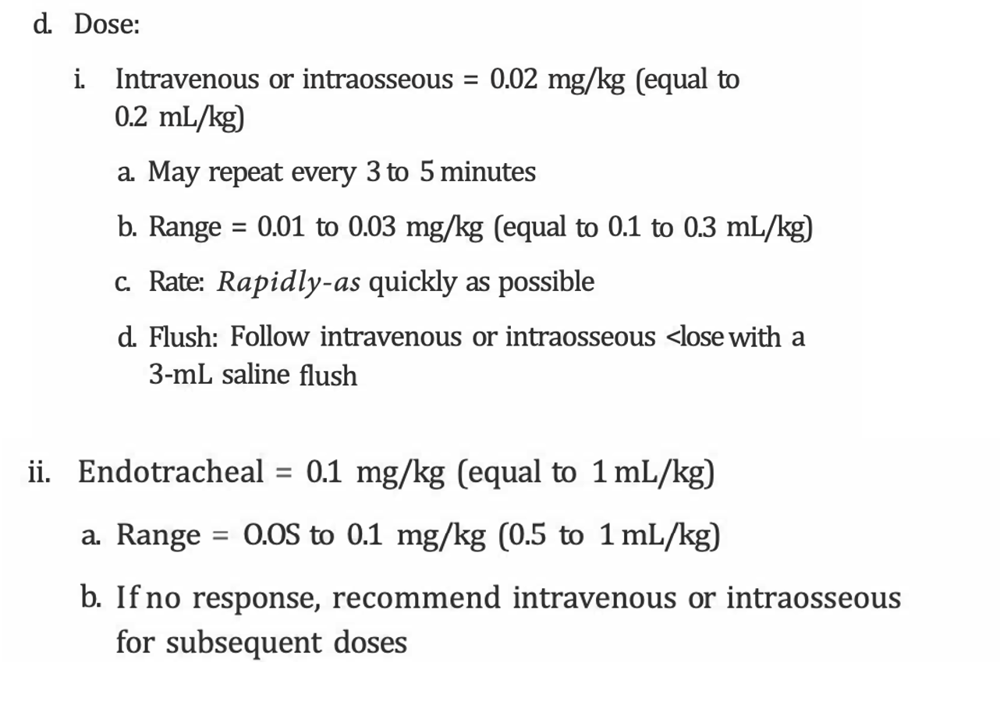 d. Dose:
i. Intravenous or intraosseous = 0.02 mg/kg (equal to
0.2 mL/kg)
a. May repeat every 3 to 5 minutes
b. Range = 0.01 to 0.03 mg/kg (equal to 0.1 to 0.3 mL/kg)
c. Rate: Rapidly-as quickly as possible
d. Flush: Follow intravenous or intraosseous <lose with a
3-mL saline flush
ii. Endotracheal = 0.1 mg/kg (equal to 1 mL/kg)
a. Range = O.OS to 0.1 mg/kg (0.5 to 1 mL/kg)
b. If no response, recommend intravenous or intraosseous
for subsequent doses